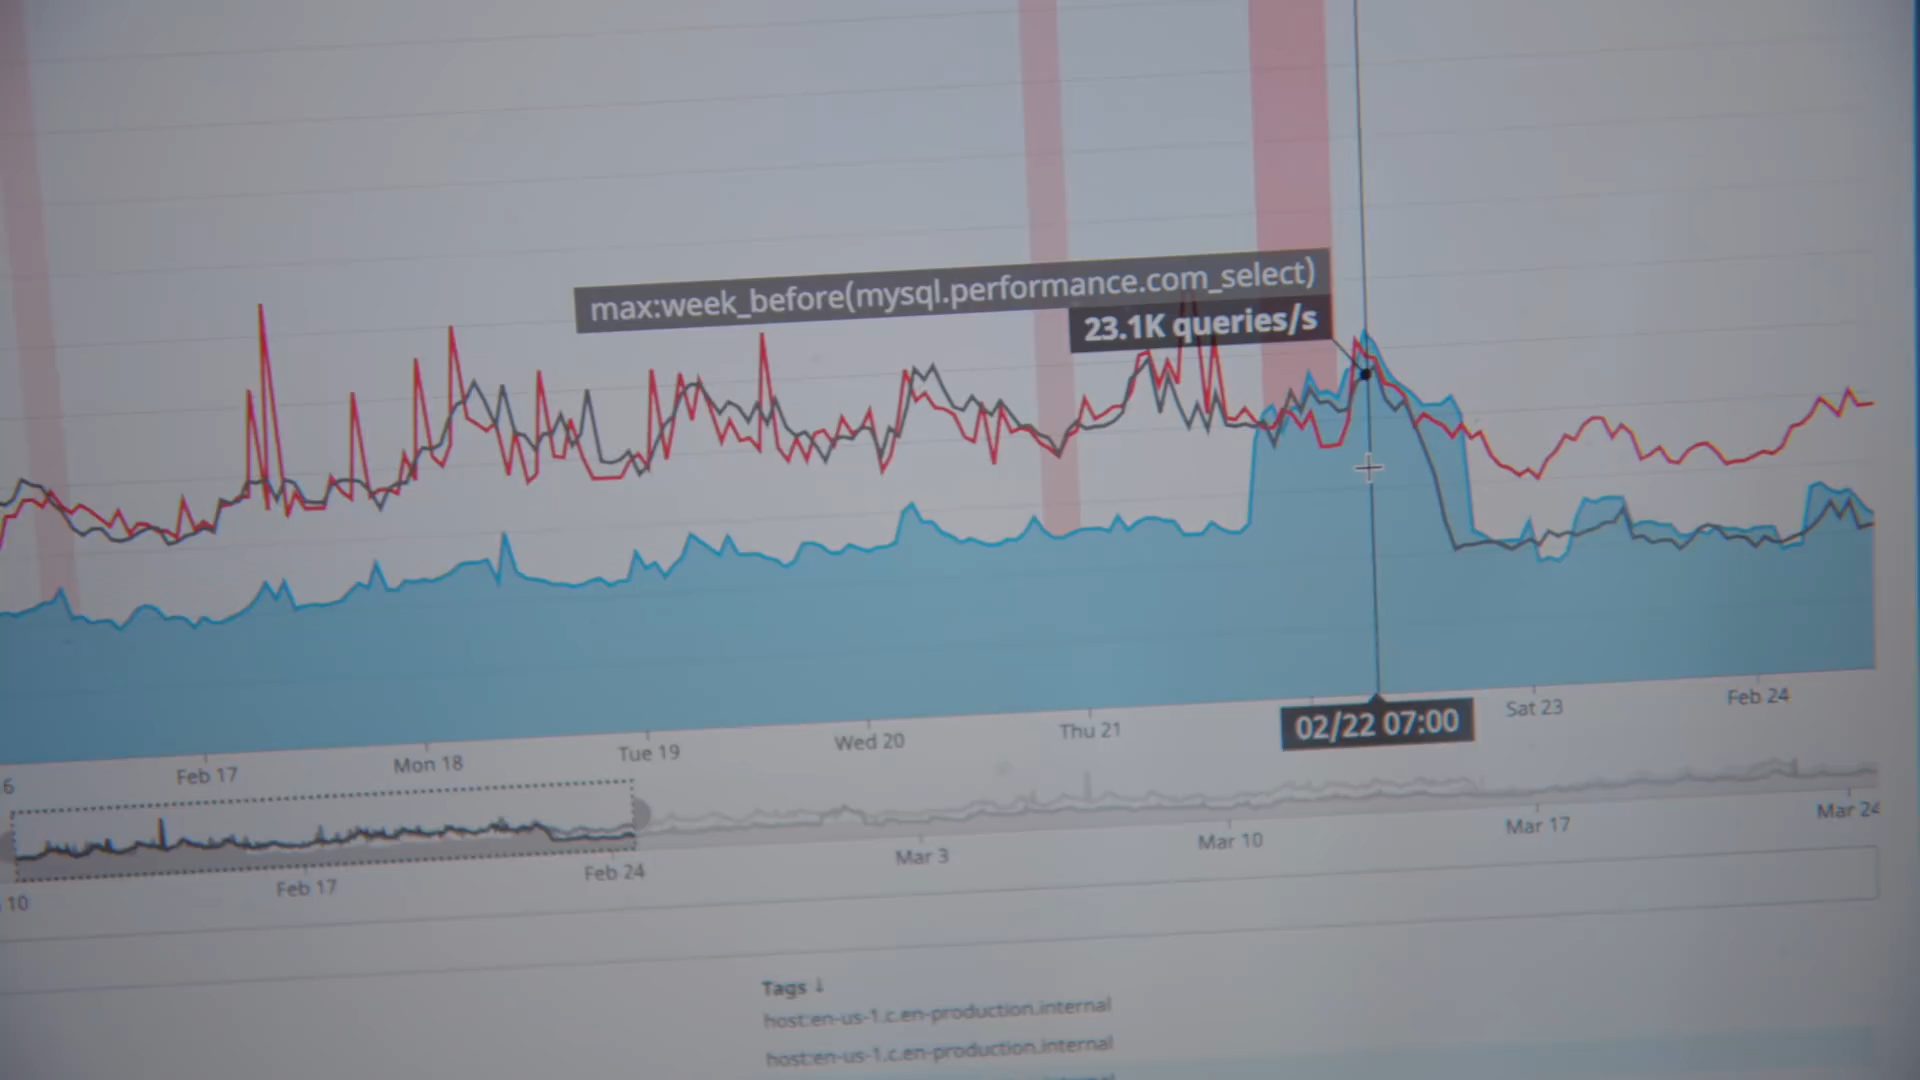 max:week_before(mysql.performance.com_select)
23.1K queries/s
6
Feb 17
Mon 18
Tue 19
Wed 20
Thu 21
02/22 07:00
Sat 23
Feb 24
10
Feb 17
Feb 24
Mar 3
Mar 10
Mar 17
Mar 24
Tags ↓
host:en-us-1.c.en-production.internal
host:en-us-1.c.en-production.internal